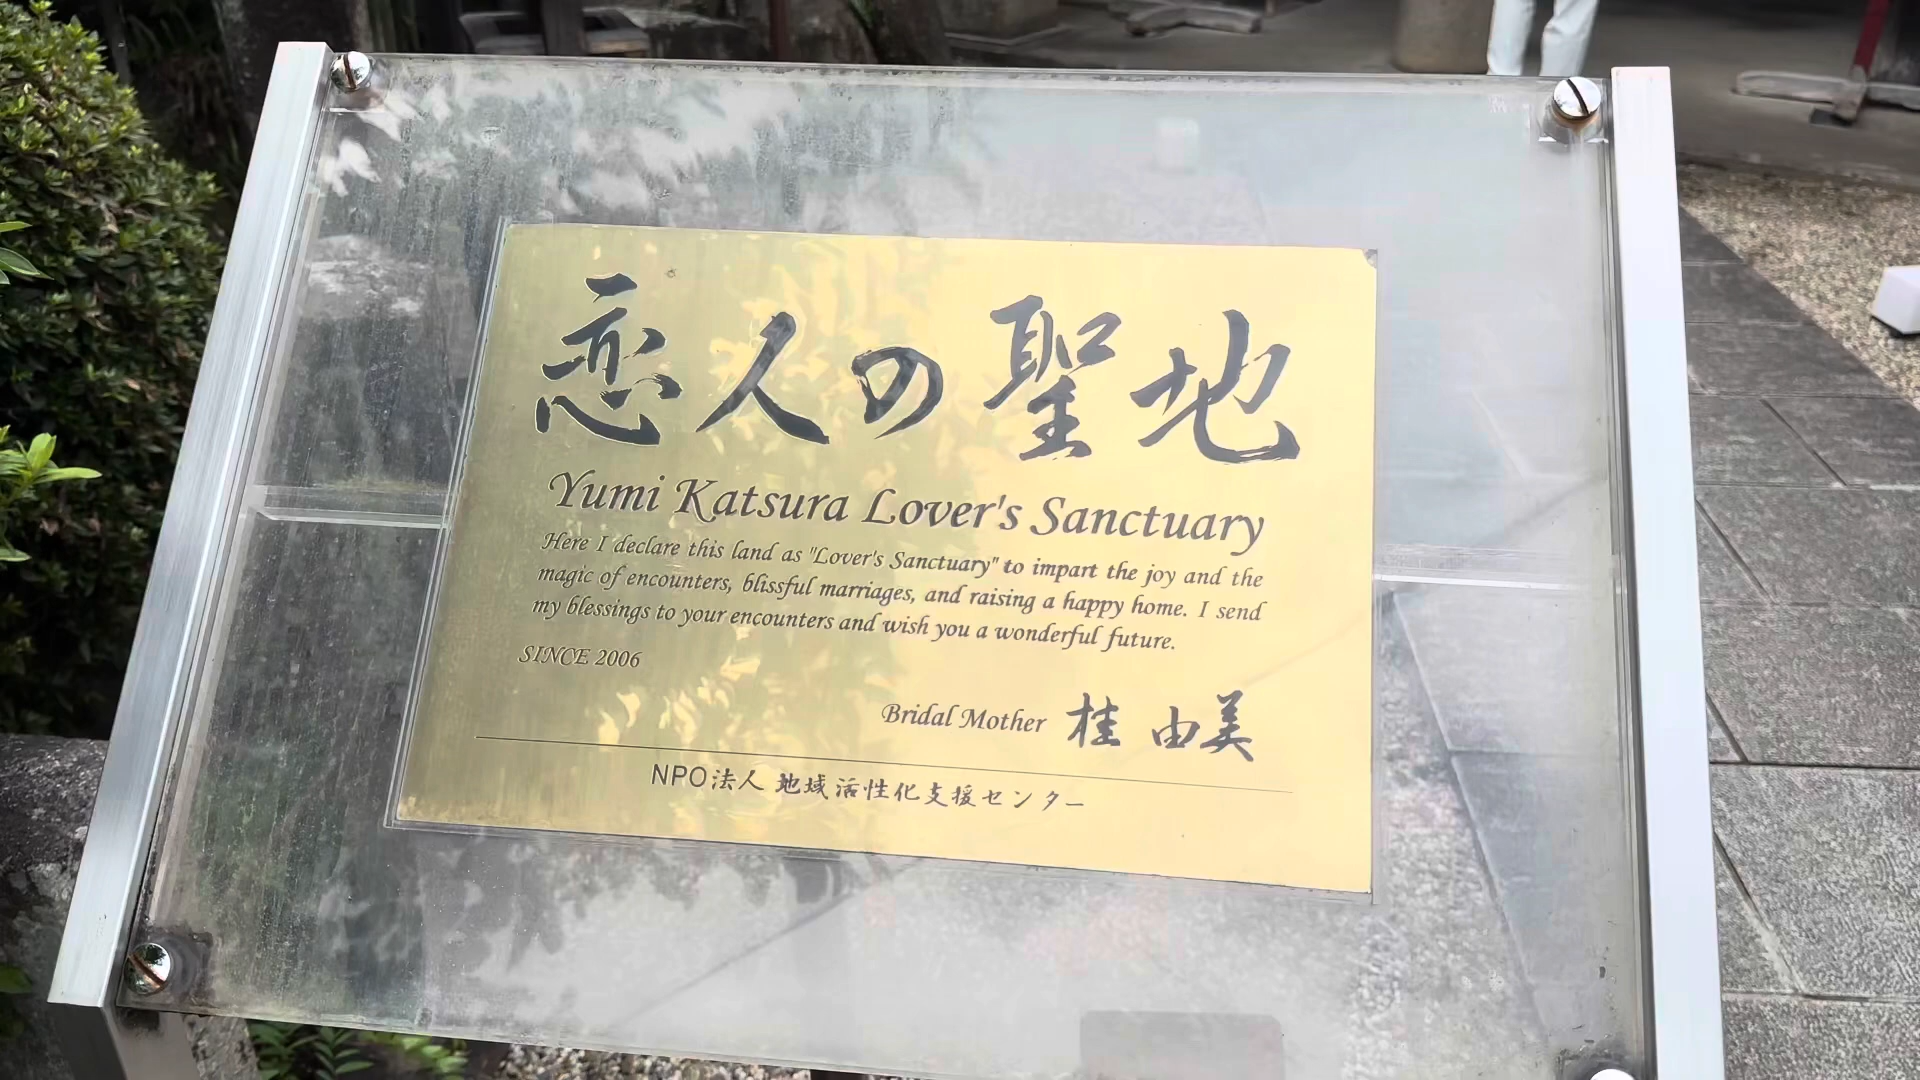 恋人の聖地
Yumi Katsura Lover's Sanctuary
Here I declare this land as "Lover's Sanctuary" to impart the joy and the
magic of encounters, blissful marriages, and raising a happy home. I send
my blessings to your encounters and wish you a wonderful future.
SINCE 2006
Bridal Mother 桂 由美
NPO法人 地域活性化支援センター